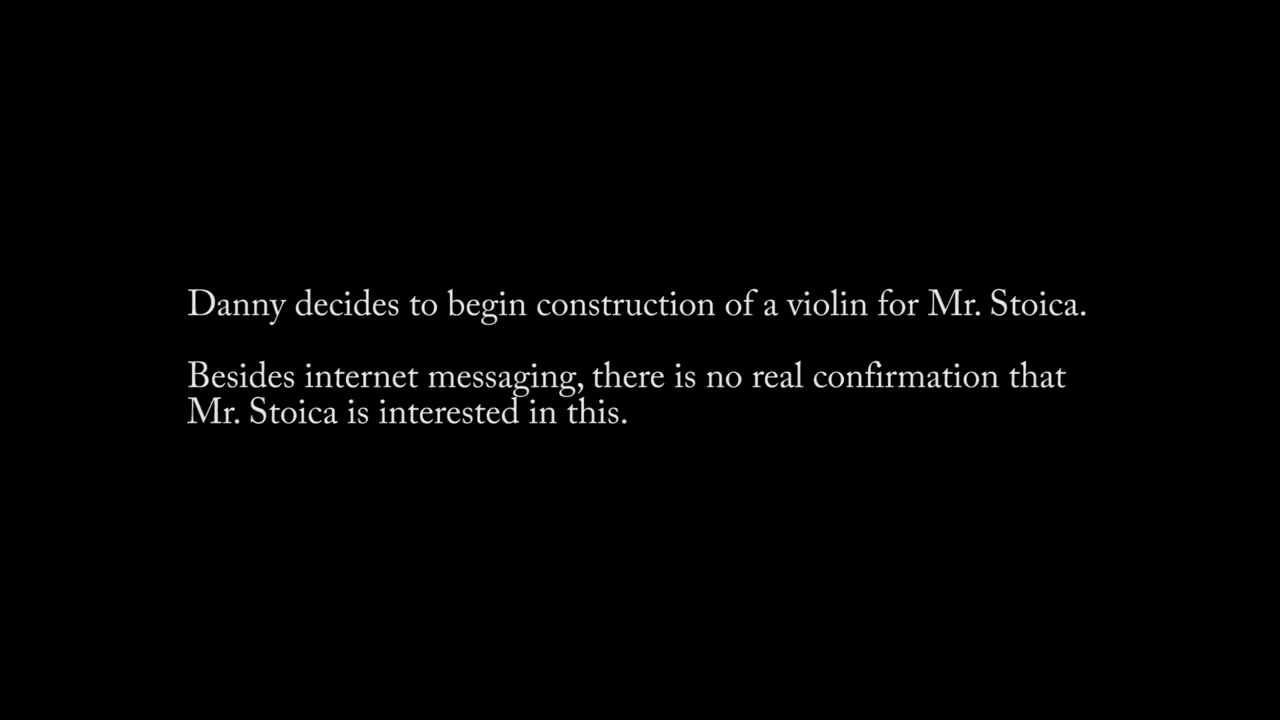 Danny decides to begin construction of a violin for Mr. Stoica.
Besides internet messaging, there is no real confirmation that
Mr. Stoica is interested in this.